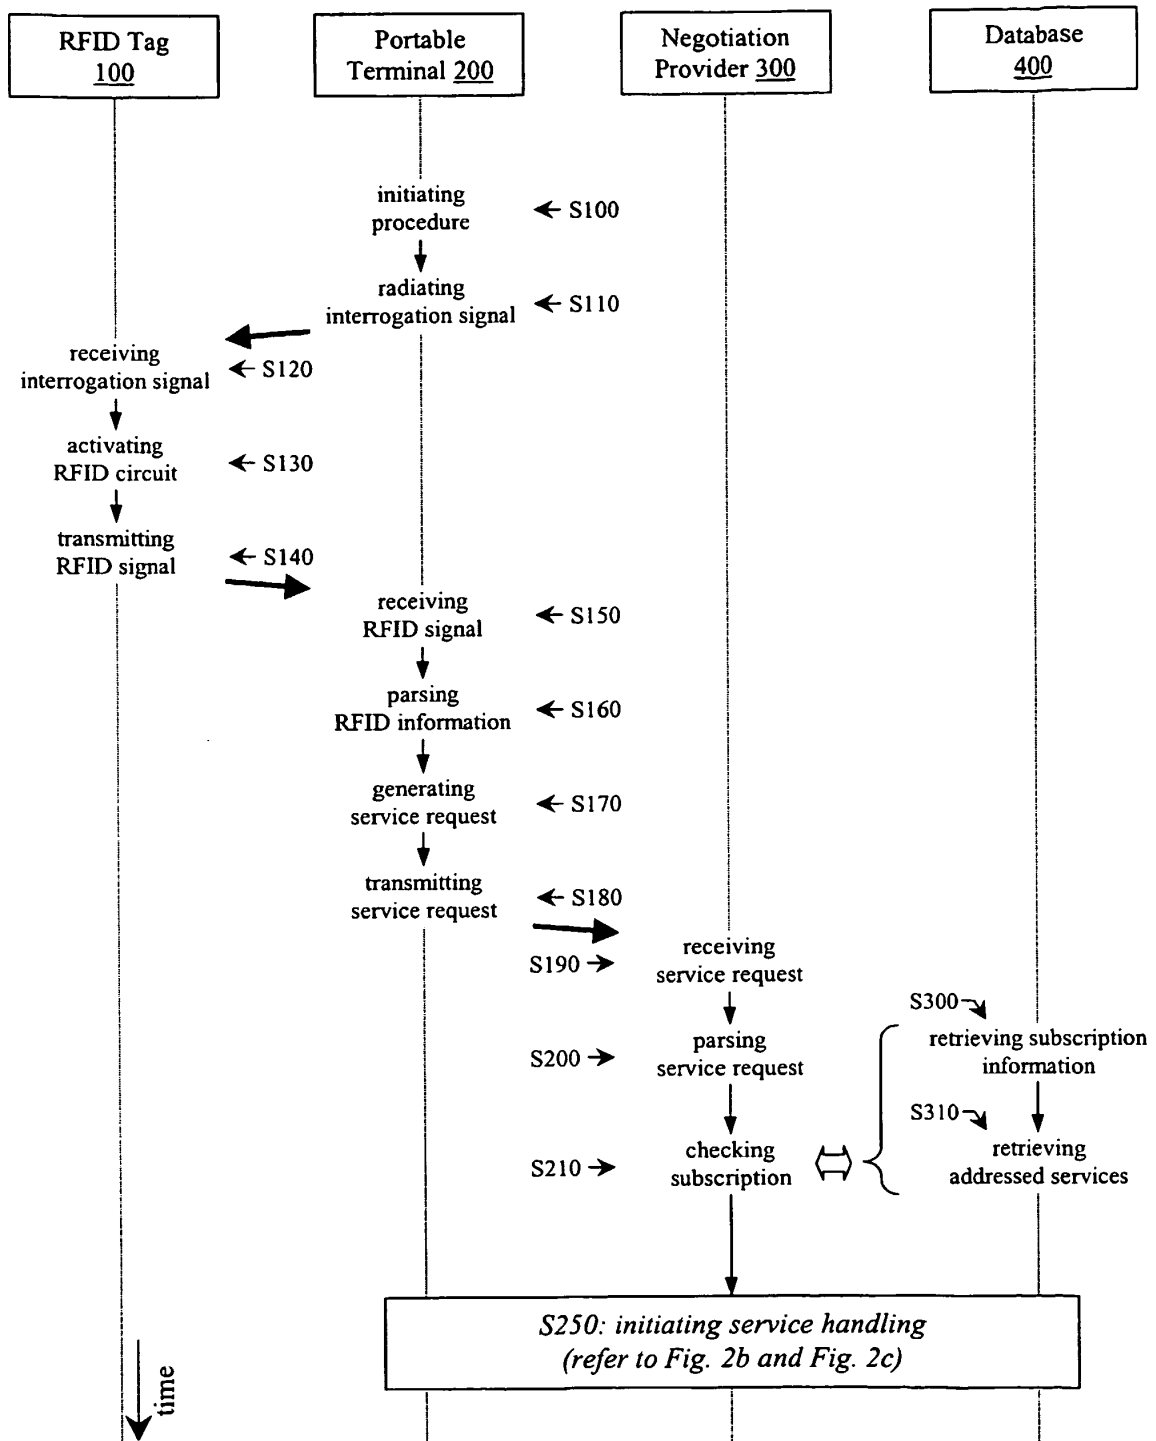 RFID Tag
100
Portable
Terminal 200
Negotiation
Provider 300
Database
400
initiating
procedure
S100
radiating
interrogation signal
S110
receiving
interrogation signal
S120
activating
RFID circuit
S130
transmitting
RFID signal
S140
receiving
RFID signal
S150
parsing
RFID information
S160
generating
service request
S170
transmitting
service request
S180
S190
receiving
service request
S300
retrieving subscription
information
S200
parsing
service request
S310
retrieving
addressed services
S210
checking
subscription
S250: initiating service handling
(refer to Fig. 2b and Fig. 2c)
time